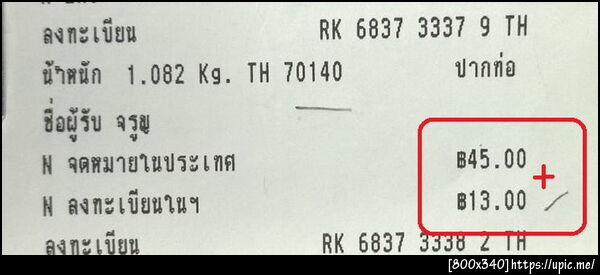 ลงทะเบียน RK 6837 3337 9 TH
น้ำหนัก 1.082 Kg. TH 70140 ปากท่อ
ชื่อผู้รับ จรูญ
N จดหมายในประเทศ ฿45.00
+
N ลงทะเบียนในฯ ฿13.00
ลงทะเบียน RK 6837 3338 2 TH
[800x340] https://upic.me/